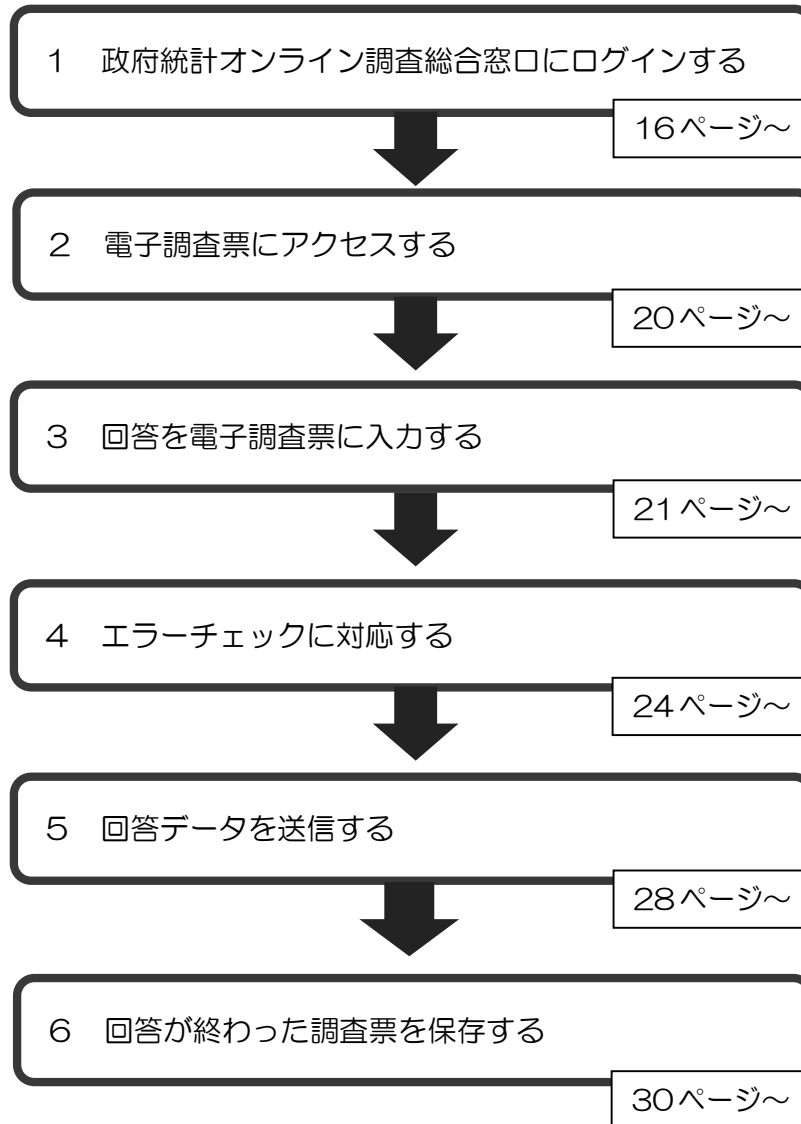 １　政府統計オンライン調査総合窓口にログインする
16ページ～
２　電子調査票にアクセスする
20ページ～
３　回答を電子調査票に入力する
21ページ～
４　エラーチェックに対応する
24ページ～
５　回答データを送信する
28ページ～
６　回答が終わった調査票を保存する
30ページ～